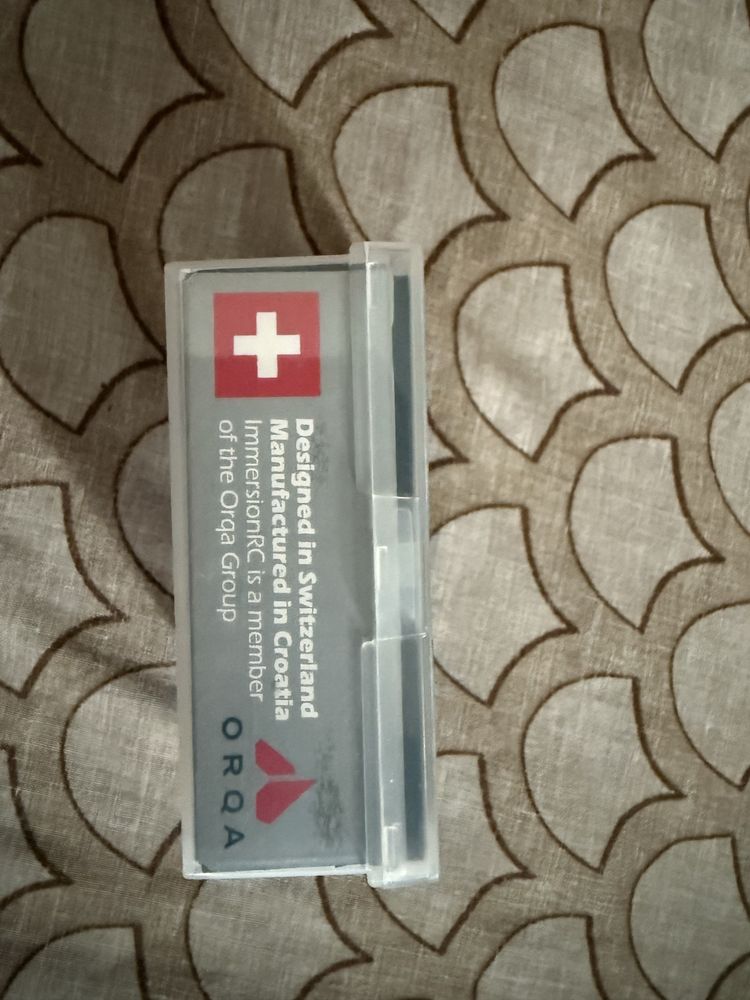 Designed in Switzerland
Manufactured in Croatia
ImmersionRC is a member
of the Orqa Group
ORQA